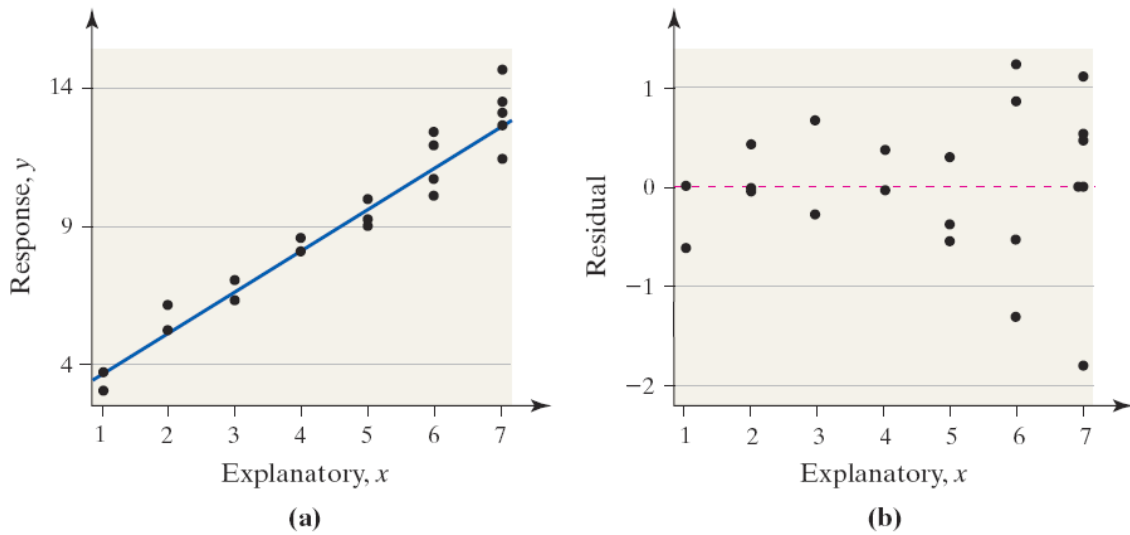 Response, y
14
9
4
1 2 3 4 5 6 7
Explanatory, x
(a)
Residual
1
0
−1
−2
1 2 3 4 5 6 7
Explanatory, x
(b)